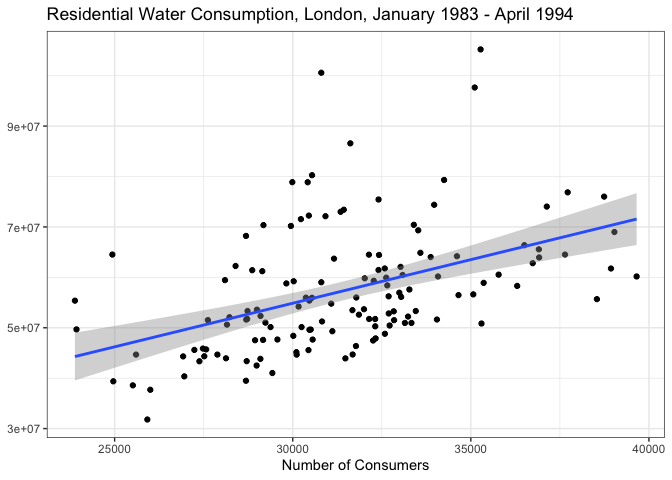 Residential Water Consumption, London, January 1983 - April 1994
9e+07
7e+07
5e+07
3e+07
25000 30000 35000 40000
Number of Consumers